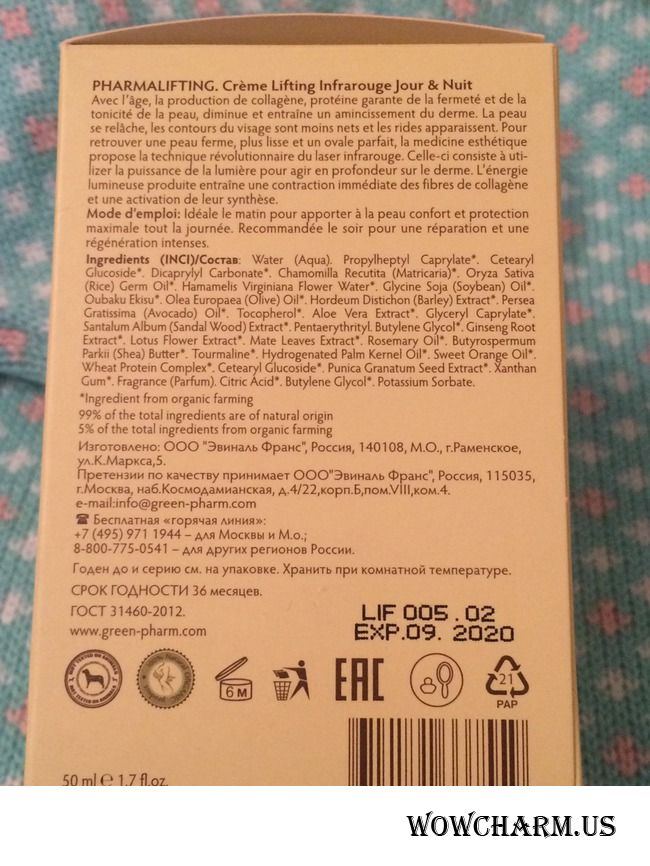 PHARMALIFTING. Crème Lifting Infrarouge Jour & Nuit
Avec l'âge, la production de collagène, protéine garante de la fermeté et de la
tonicité de la peau, diminue et entraîne un amincissement du derme. La peau
se relâche, les contours du visage sont moins nets et les rides apparaissent. Pour
retrouver une peau ferme, plus lisse et un ovale parfait, la medicine esthétique
propose la technique révolutionnaire du laser infrarouge. Celle-ci consiste à uti-
lizer la puissance de la lumière pour agir en profondeur sur le derme. L'énergie
lumineuse produite entraîne une contraction immédiate des fibres de collagène
et une activation de leur synthèse.
Mode d'emploi: Idéale le matin pour apporter à la peau confort et protection
maximale tout la journée. Recommandée le soir pour une réparation et une
régénération intenses.
Ingredients (INCI)/Состав: Water (Aqua). Propylheptyl Caprylate*. Cetearyl
Glucoside*. Dicaprylyl Carbonate*. Chamomilla Recutita (Matricaria)*. Oryza Sativa
(Rice) Germ Oil*. Hamamelis Virginiana Flower Water*. Glycine Soja (Soybean) Oil*.
Oubaku Ekisu*. Olea Europaea (Olive) Oil*. Hordeum Distichon (Barley) Extract*. Persea
Gratissima (Avocado) Oil*. Tocopherol*. Aloe Vera Extract*. Glyceryl Caprylate*.
Santalum Album (Sandal Wood) Extract*. Pentaerythrityl. Butylene Glycol*. Ginseng Root
Extract*. Lotus Flower Extract*. Mate Leaves Extract*. Rosemary Oil*. Butyrospermum
Parkii (Shea) Butter*. Tourmaline*. Hydrogenated Palm Kernel Oil*. Sweet Orange Oil*.
Wheat Protein Complex*. Cetearyl Glucoside*. Punica Granatum Seed Extract*. Xanthan
Gum*. Fragrance (Parfum). Citric Acid*. Butylene Glycol*. Potassium Sorbate.
*Ingredient from organic farming
99% of the total ingredients are of natural origin
5% of the total ingredients from organic farming
Изготовлено: ООО "Эвиналь Франс", Россия, 140108, М.О., г.Раменское,
ул.К.Маркса,5.
Претензии по качеству принимает ООО"Эвиналь Франс", Россия, 115035,
г.Москва, наб.Космодамианская, д.4/22,корп.Б,пом.VIII,ком.4.
e-mail:info@green-pharm.com
☎ Бесплатная «горячая линия»:
+7 (495) 971 1944 – для Москвы и М.о.;
8-800-775-0541 – для других регионов России.
Годен до и серию см. на упаковке. Хранить при комнатной температуре.
СРОК ГОДНОСТИ 36 месяцев.
ГОСТ 31460-2012.
www.green-pharm.com
LIF 005.02
EXP.09. 2020
6 M
EAC
21
PAP
50 ml e 1.7 fl.oz.
WOWCHARM.US